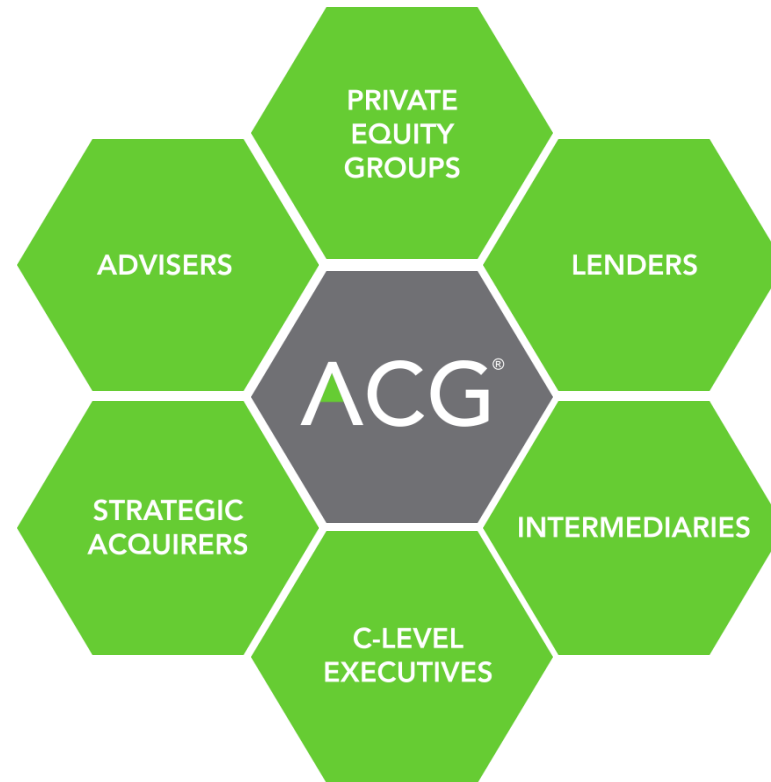 PRIVATE
EQUITY
GROUPS
ADVISERS
LENDERS
ACG®
STRATEGIC
ACQUIRERS
INTERMEDIARIES
C-LEVEL
EXECUTIVES